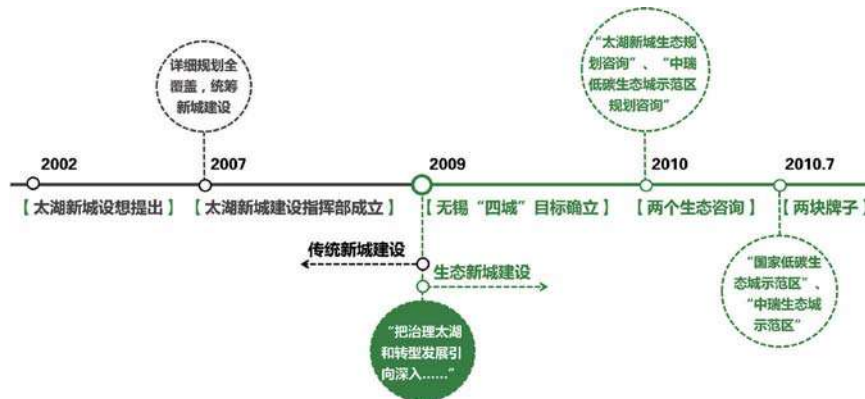 详细规划全
覆盖，统筹
新城建设
“太湖新城生态规
划咨询”、“中瑞
低碳生态城示范区
规划咨询”
2002
2007
2009
2010
2010.7
【太湖新城设想提出】
【太湖新城建设指挥部成立】
【无锡“四城”目标确立】
【两个生态咨询】
【两块牌子】
传统新城建设
生态新城建设
“把治理太湖
和转型发展引
向深入……”
“国家低碳生
态城示范区”、
“中瑞生态城
示范区”